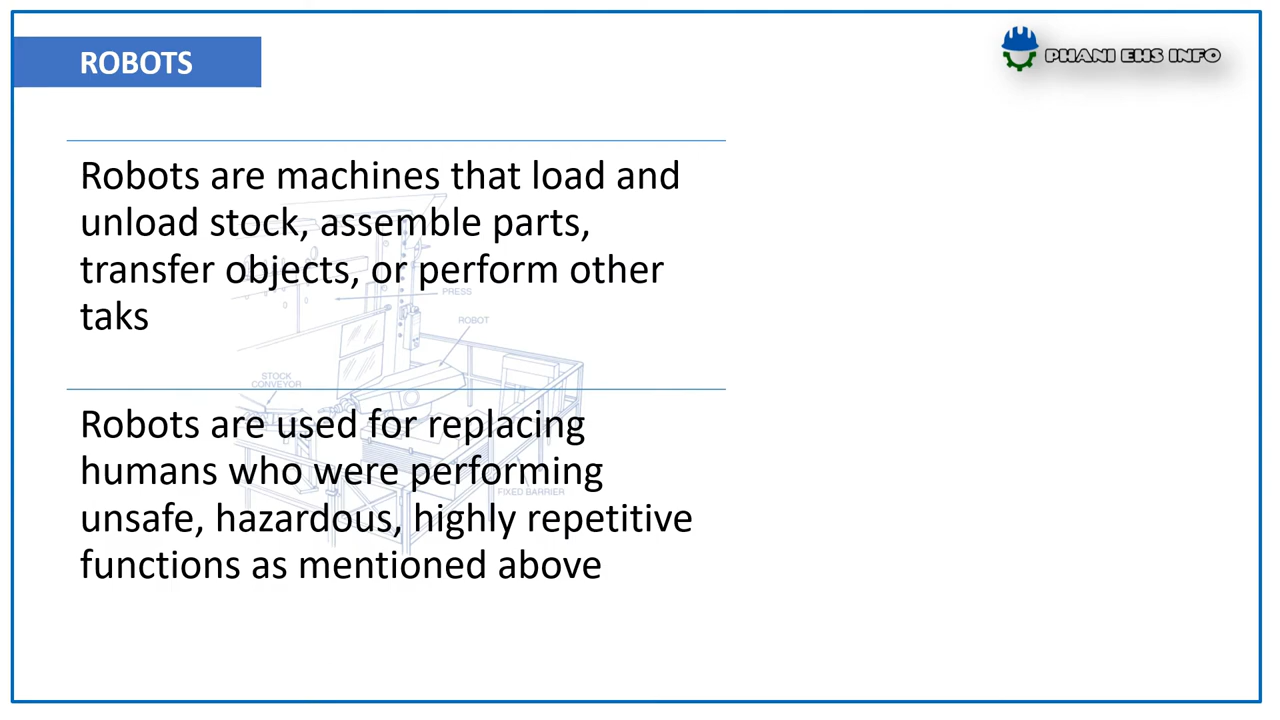 ROBOTS
PHANI EHS INFO
Robots are machines that load and
unload stock, assemble parts,
transfer objects, or perform other
taks
PRESS
ROBOT
STOCK
CONVEYOR
Robots are used for replacing
humans who were performing
unsafe, hazardous, highly repetitive
functions as mentioned above
FIXED BARRIER